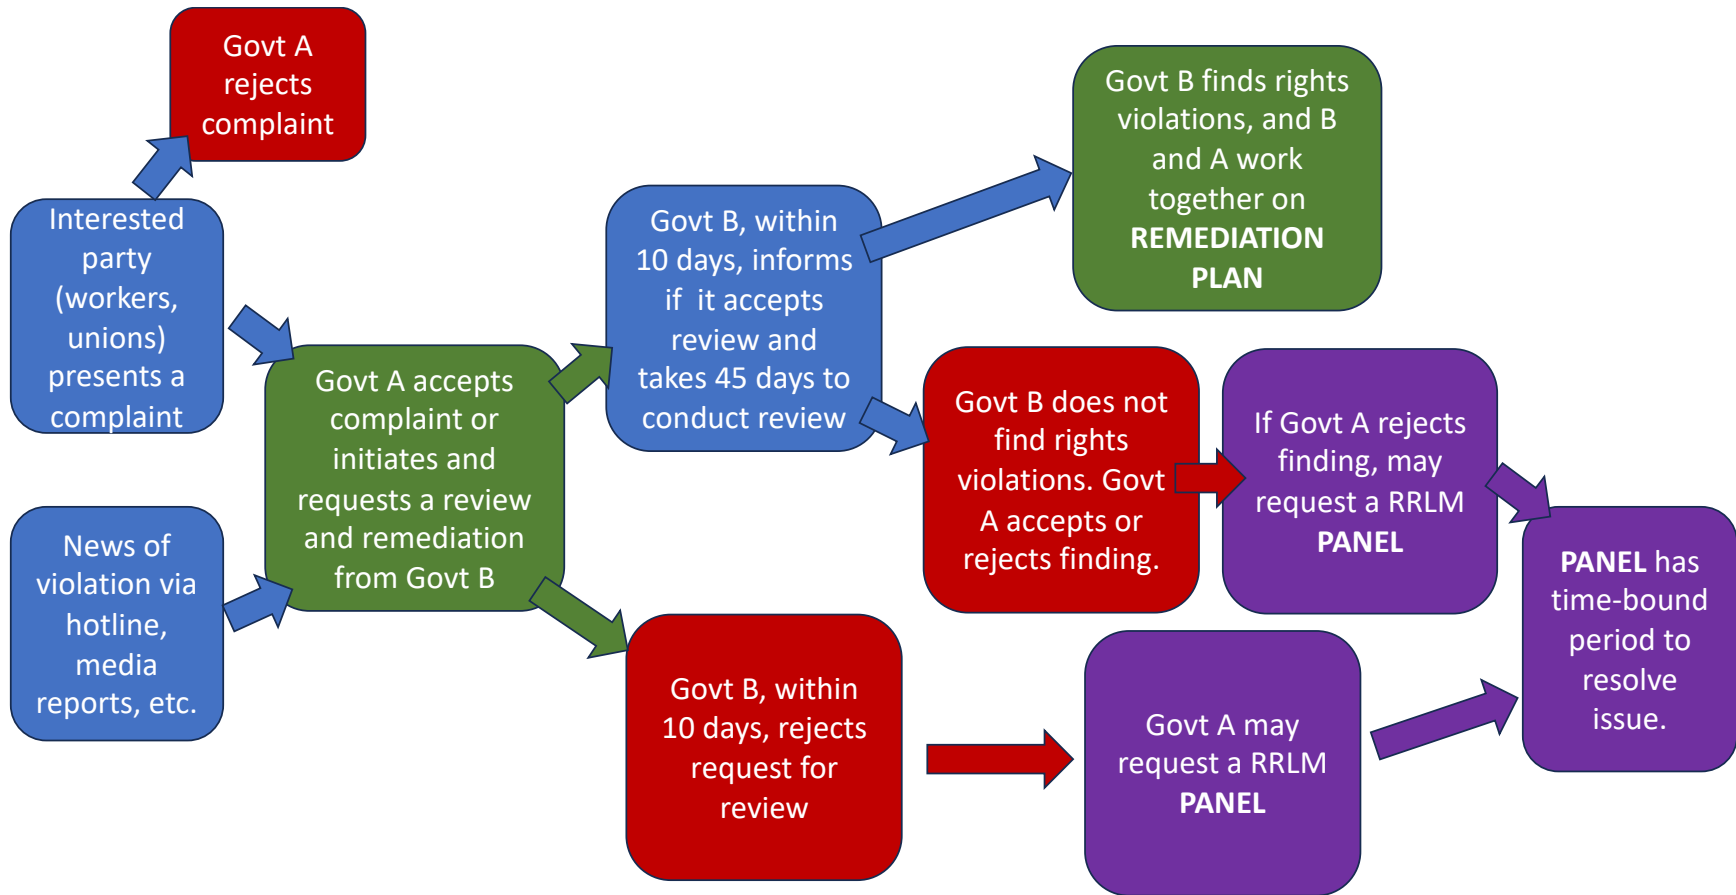 Govt A
rejects
complaint
Interested
party
(workers,
unions)
presents a
complaint
News of
violation via
hotline,
media
reports, etc.
Govt A accepts
complaint or
initiates and
requests a review
and remediation
from Govt B
Govt B, within
10 days, informs
if it accepts
review and
takes 45 days to
conduct review
Govt B, within
10 days, rejects
request for
review
Govt B finds rights
violations, and B
and A work
together on
REMEDIATION
PLAN
Govt B does not
find rights
violations. Govt
A accepts or
rejects finding.
If Govt A rejects
finding, may
request a RRLM
PANEL
Govt A may
request a RRLM
PANEL
PANEL has
time-bound
period to
resolve
issue.